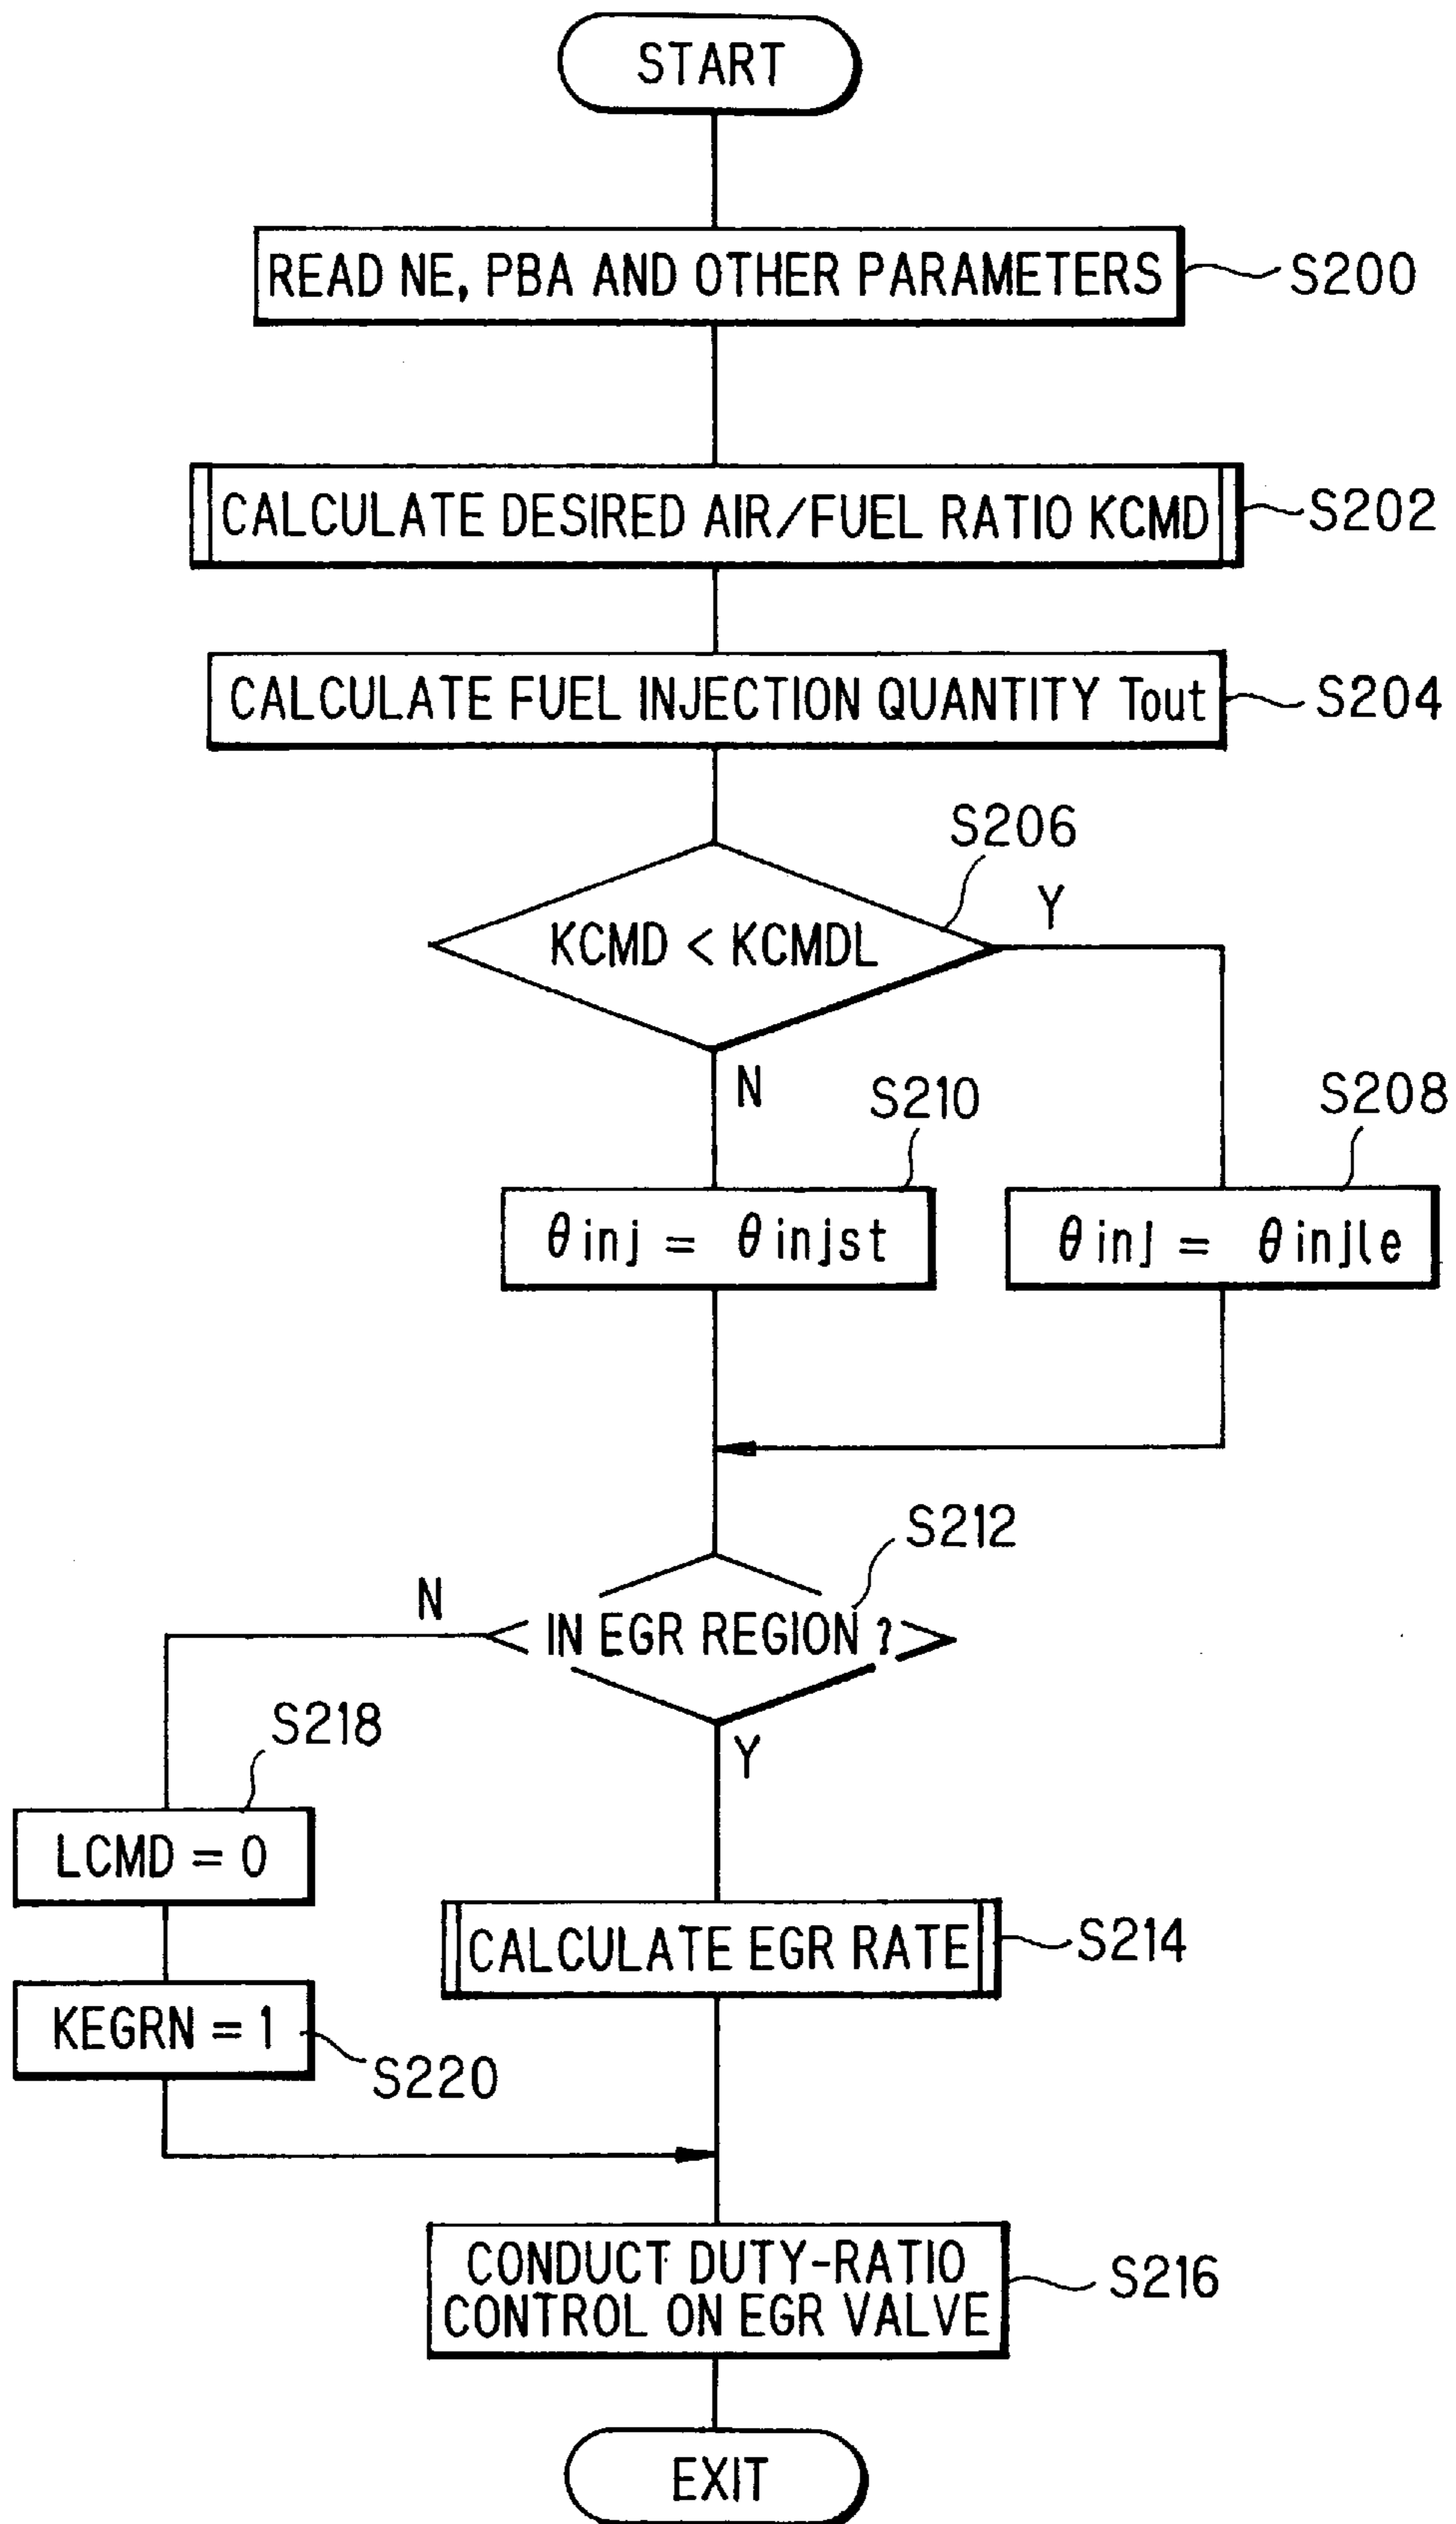 START
READ NE, PBA AND OTHER PARAMETERS
S200
CALCULATE DESIRED AIR/FUEL RATIO KCMD
S202
CALCULATE FUEL INJECTION QUANTITY Tout
S204
S206
KCMD < KCMDL
Y
N
S210
S208
θinj = θinjst
θinj = θinjle
S212
N
IN EGR REGION ?
Y
S218
LCMD = 0
CALCULATE EGR RATE
S214
KEGRN = 1
S220
CONDUCT DUTY-RATIO
CONTROL ON EGR VALVE
S216
EXIT